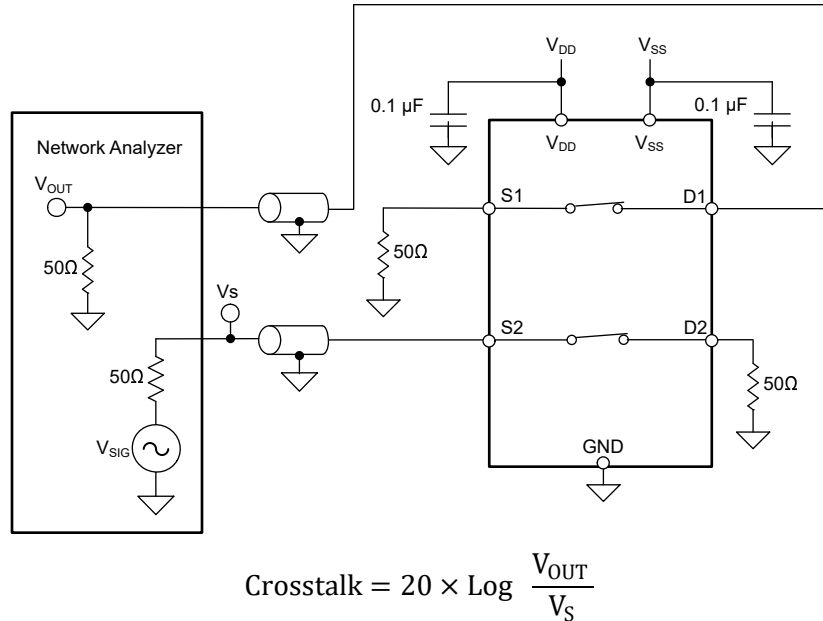 V_DD
V_SS
0.1 µF
0.1 µF
V_DD
V_SS
Network Analyzer
V_OUT
S1
D1
50Ω
50Ω
Vs
S2
D2
50Ω
50Ω
V_SIG
GND
Crosstalk = 20 × Log V_OUT / V_S